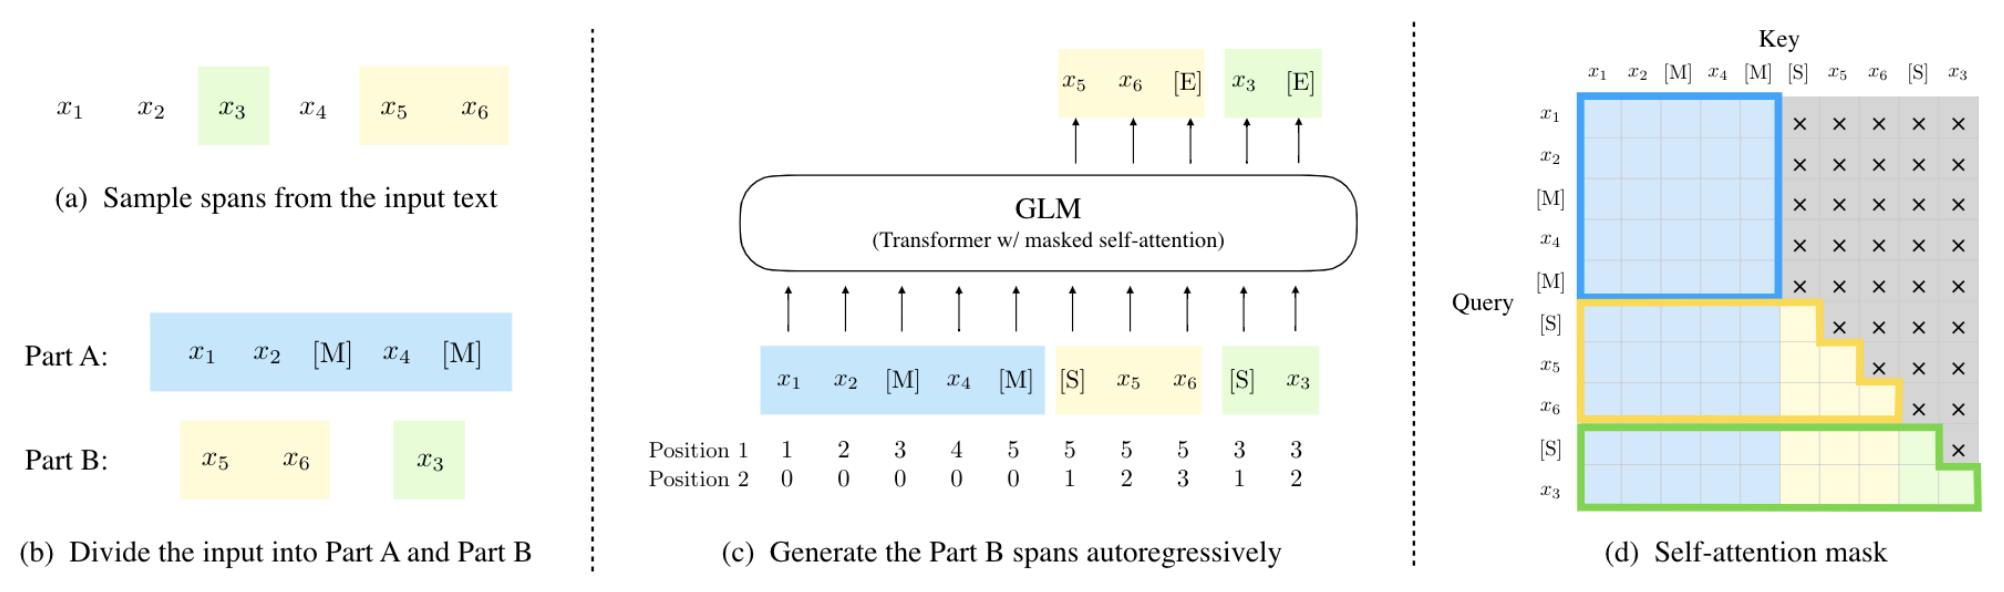 x1 x2 x3 x4 x5 x6
(a) Sample spans from the input text
Part A: x1 x2 [M] x4 [M]
Part B: x5 x6 x3
(b) Divide the input into Part A and Part B
x5 x6 [E] x3 [E]
GLM
(Transformer w/ masked self-attention)
x1 x2 [M] x4 [M] [S] x5 x6 [S] x3
Position 1 1 2 3 4 5 5 5 5 3 3
Position 2 0 0 0 0 0 1 2 3 1 2
(c) Generate the Part B spans autoregressively
Key
x1 x2 [M] x4 [M] [S] x5 x6 [S] x3
Query
x1 × × × × ×
x2 × × × × ×
[M] × × × × ×
x4 × × × × ×
[M] × × × × ×
[S] × × × ×
x5 × × ×
x6 × ×
[S] ×
x3
(d) Self-attention mask